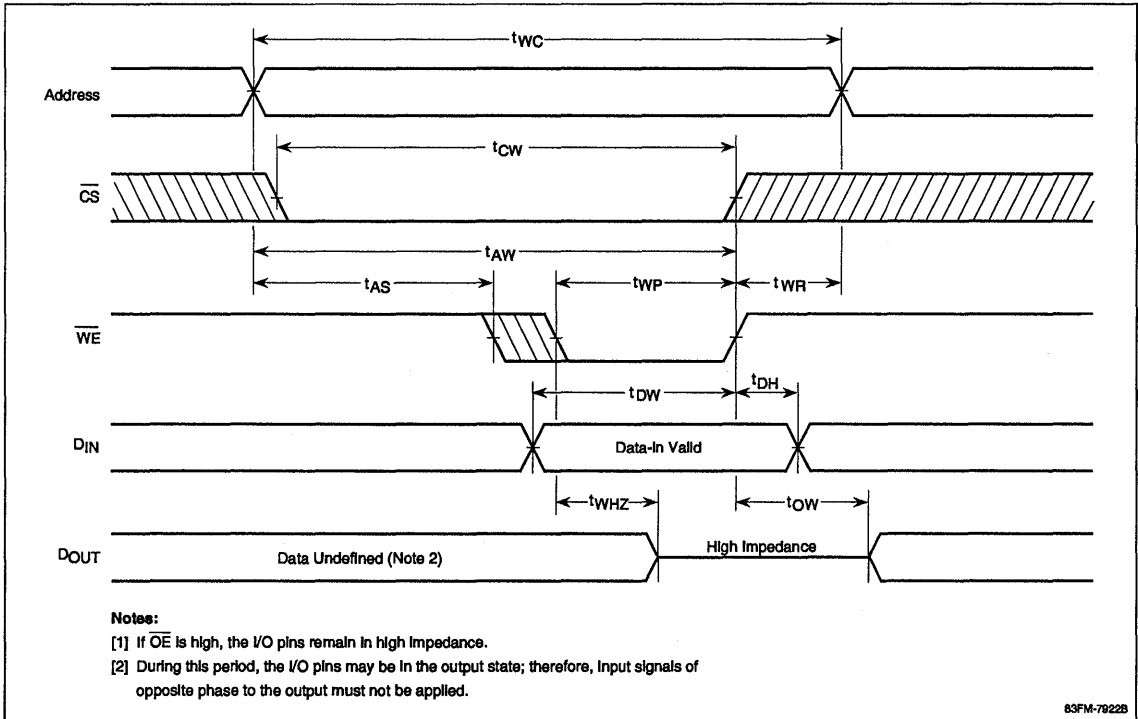 tWC
Address
tCW
CS
tAW
tAS
tWP
tWR
WE
tDW
tDH
DIN
Data-In Valid
tWHZ
tOW
DOUT
Data Undefined (Note 2)
High Impedance
Notes:
[1] If OE is high, the I/O pins remain in high impedance.
[2] During this period, the I/O pins may be in the output state; therefore, input signals of
opposite phase to the output must not be applied.
83FM-7922B